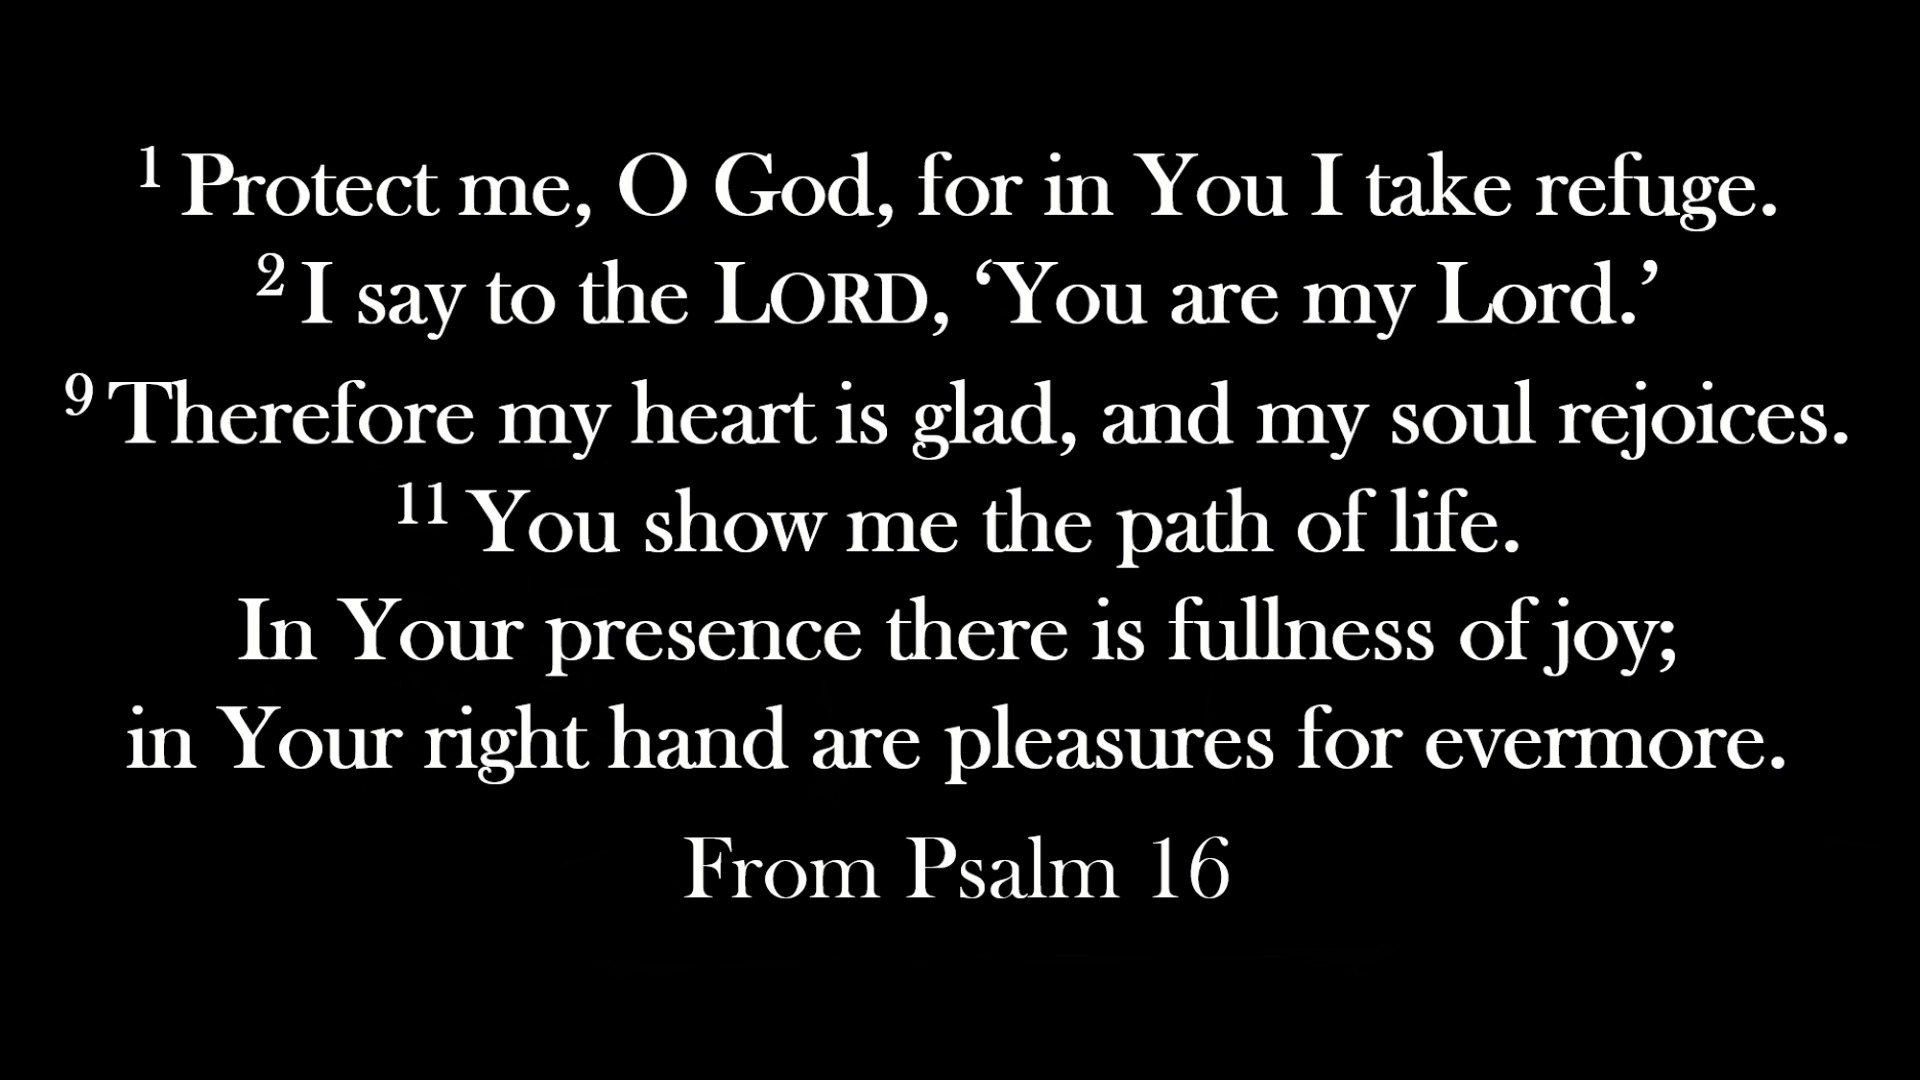 ¹ Protect me, O God, for in You I take refuge.
² I say to the LORD, ‘You are my Lord.’
⁹ Therefore my heart is glad, and my soul rejoices.
¹¹ You show me the path of life.
In Your presence there is fullness of joy;
in Your right hand are pleasures for evermore.
From Psalm 16